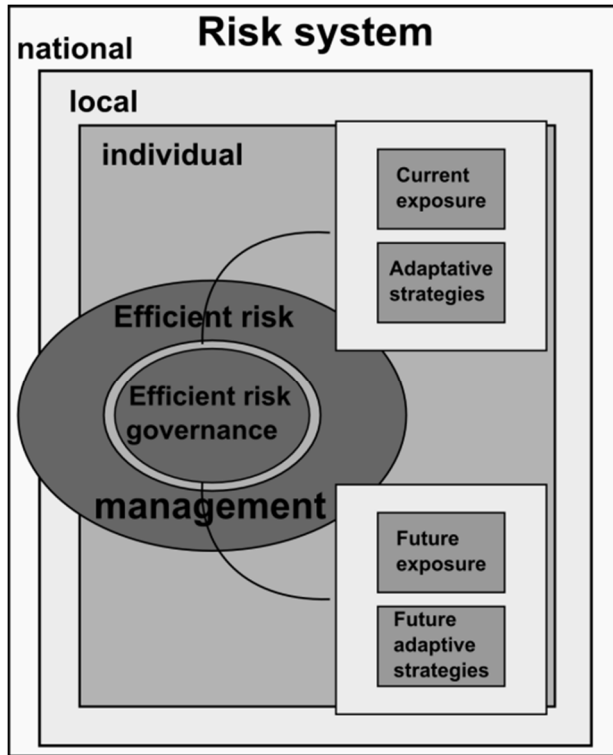 Risk system
national
local
individual
Current
exposure
Adaptative
strategies
Efficient risk
Efficient risk
governance
management
Future
exposure
Future
adaptive
strategies